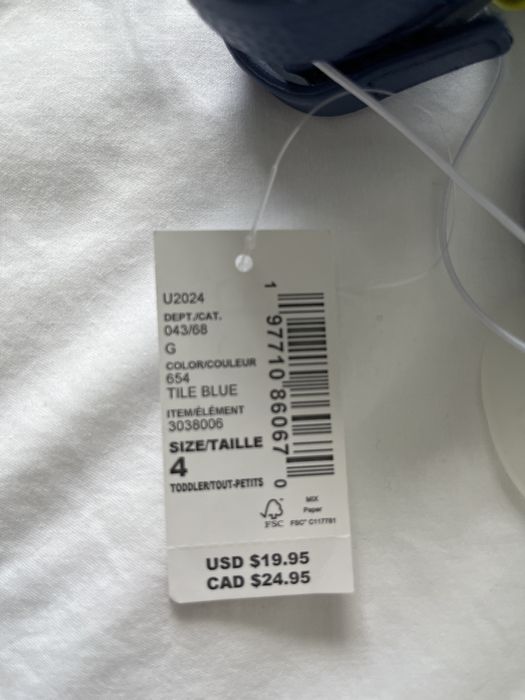 U2024
DEPT./CAT.
043/68
G
COLOR/COULEUR
654
TILE BLUE
ITEM/ÉLÉMENT
3038006
SIZE/TAILLE
4
TODDLER/TOUT-PETITS
1 97710 86067 0
FSC
MIX
Paper
FSC® C117781
USD $19.95
CAD $24.95